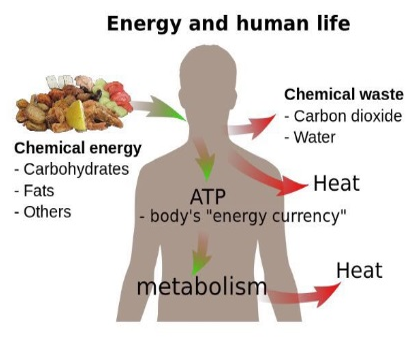 Energy and human life
Chemical energy
- Carbohydrates
- Fats
- Others
Chemical waste
- Carbon dioxide
- Water
Heat
ATP
- body's "energy currency"
metabolism
Heat